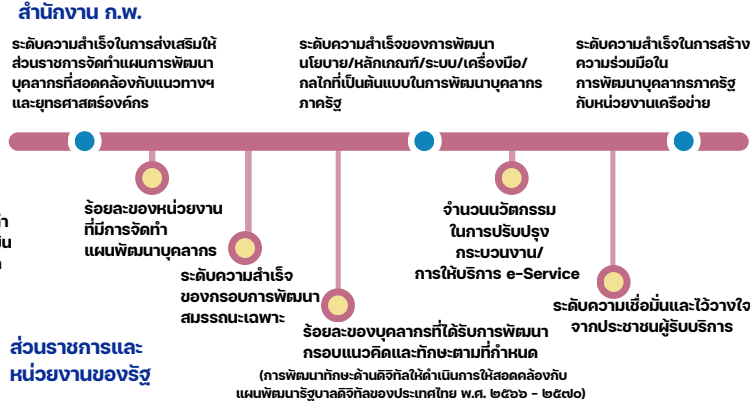 สำนักงาน ก.พ.
ระดับความสำเร็จในการส่งเสริมให้
ส่วนราชการจัดทำแผนการพัฒนา
บุคลากรที่สอดคล้องกับแนวทางฯ
และยุทธศาสตร์องค์กร
ระดับความสำเร็จของการพัฒนา
นโยบาย/หลักเกณฑ์/ระบบ/เครื่องมือ/
กลไกที่เป็นต้นแบบในการพัฒนาบุคลากร
ภาครัฐ
ระดับความสำเร็จในการสร้าง
ความร่วมมือใน
การพัฒนาบุคลากรภาครัฐ
กับหน่วยงานเครือข่าย
ร้อยละของหน่วยงาน
ที่มีการจัดทำ
แผนพัฒนาบุคลากร
ระดับความสำเร็จ
ของกรอบการพัฒนา
สมรรถนะเฉพาะ
ร้อยละของบุคลากรที่ได้รับการพัฒนา
กรอบแนวคิดและทักษะตามที่กำหนด
(การพัฒนาทักษะด้านดิจิทัลให้ดำเนินการให้สอดคล้องกับ
แผนพัฒนารัฐบาลดิจิทัลของประเทศไทย พ.ศ. ๒๕๖๖ - ๒๕๗๐)
จำนวนนวัตกรรม
ในการปรับปรุง
กระบวนงาน/
การให้บริการ e-Service
ระดับความเชื่อมั่นและไว้วางใจ
จากประชาชนผู้รับบริการ
ส่วนราชการและ
หน่วยงานของรัฐ